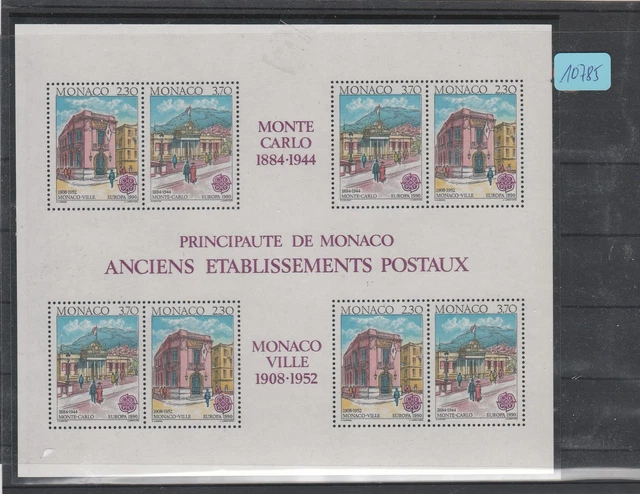 MONACO 2.30 MONACO 3.70
1908-1952
MONACO-VILLE EUROPA 1990
1884-1944
MONTE-CARLO EUROPA 1990
MONTE
CARLO
1884·1944
MONACO 3.70 MONACO 2.30
1884-1944
MONTE-CARLO EUROPA 1990
1908-1952
MONACO-VILLE EUROPA 1990
10785
PRINCIPAUTE DE MONACO
ANCIENS ETABLISSEMENTS POSTAUX
MONACO 3.70 MONACO 2.30
1884-1944
MONTE-CARLO EUROPA 1990
1908-1952
MONACO-VILLE EUROPA 1990
MONACO
VILLE
1908·1952
MONACO 2.30 MONACO 3.70
1908-1952
MONACO-VILLE EUROPA 1990
1884-1944
MONTE-CARLO EUROPA 1990